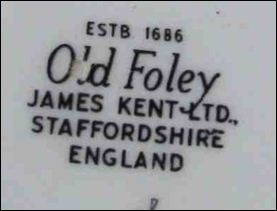 ESTB 1686
Old Foley
JAMES KENT LTD.,
STAFFORDSHIRE
ENGLAND